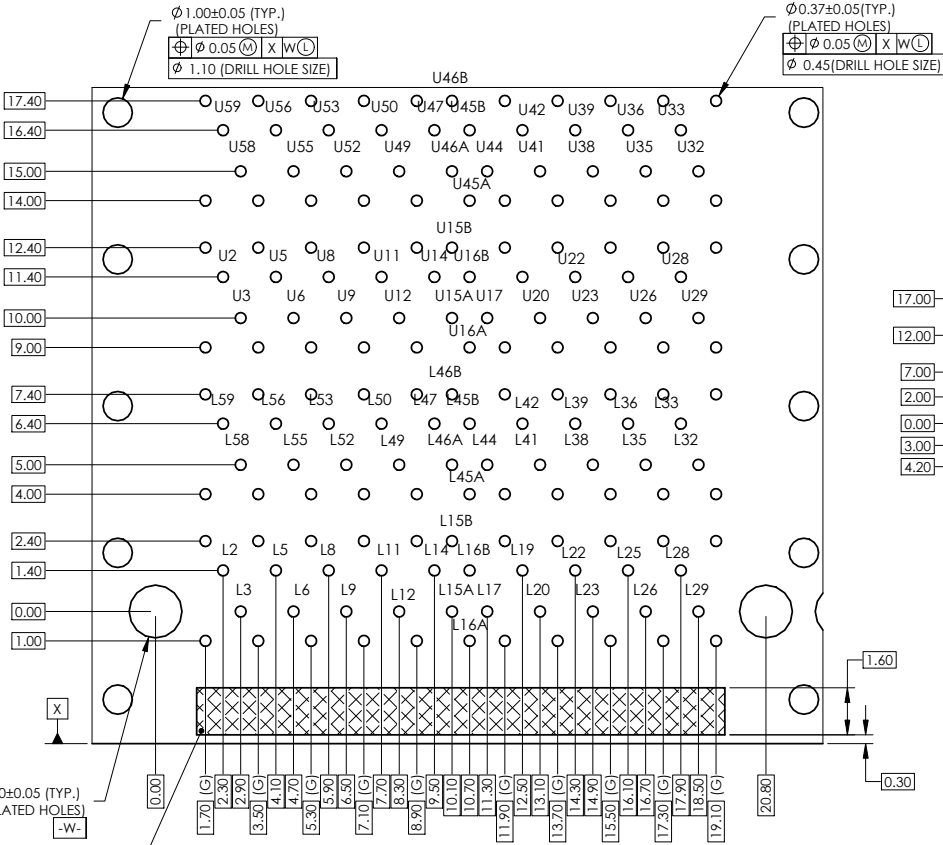 Ø1.00±0.05 (TYP.)
(PLATED HOLES)
⌖ Ø 0.05 Ⓜ X W Ⓛ
Ø 1.10 (DRILL HOLE SIZE)
Ø0.37±0.05(TYP.)
(PLATED HOLES)
⌖ Ø 0.05 Ⓜ X W Ⓛ
Ø 0.45(DRILL HOLE SIZE)
U46B
17.40
U59 U56 U53 U50 U47 U45B U42 U39 U36 U33
16.40
U58 U55 U52 U49 U46A U44 U41 U38 U35 U32
15.00
U45A
14.00
U15B
12.40
U2 U5 U8 U11 U14 U16B U22 U28
11.40
U3 U6 U9 U12 U15A U17 U20 U23 U26 U29
10.00
U16A
9.00
L46B
7.40
L59 L56 L53 L50 L47 L45B L42 L39 L36 L33
6.40
L58 L55 L52 L49 L46A L44 L41 L38 L35 L32
5.00
L45A
4.00
L15B
2.40
L2 L5 L8 L11 L14 L16B L19 L22 L25 L28
1.40
L3 L6 L9 L12 L15A L17 L20 L23 L26 L29
0.00
L16A
1.00
17.00
12.00
7.00
2.00
0.00
3.00
4.20
1.60
0.30
X
0±0.05 (TYP.)
LATED HOLES)
-W-
0.00
1.70 (G)
2.30
2.90
3.50 (G)
4.10
4.70
5.30 (G)
5.90
6.50
7.10 (G)
7.70
8.30
8.90 (G)
9.50
10.10
10.70
11.30
11.90 (G)
12.50
13.10
13.70 (G)
14.30
14.90
15.50 (G)
16.10
16.70
17.30 (G)
17.90
18.50
19.10 (G)
20.80